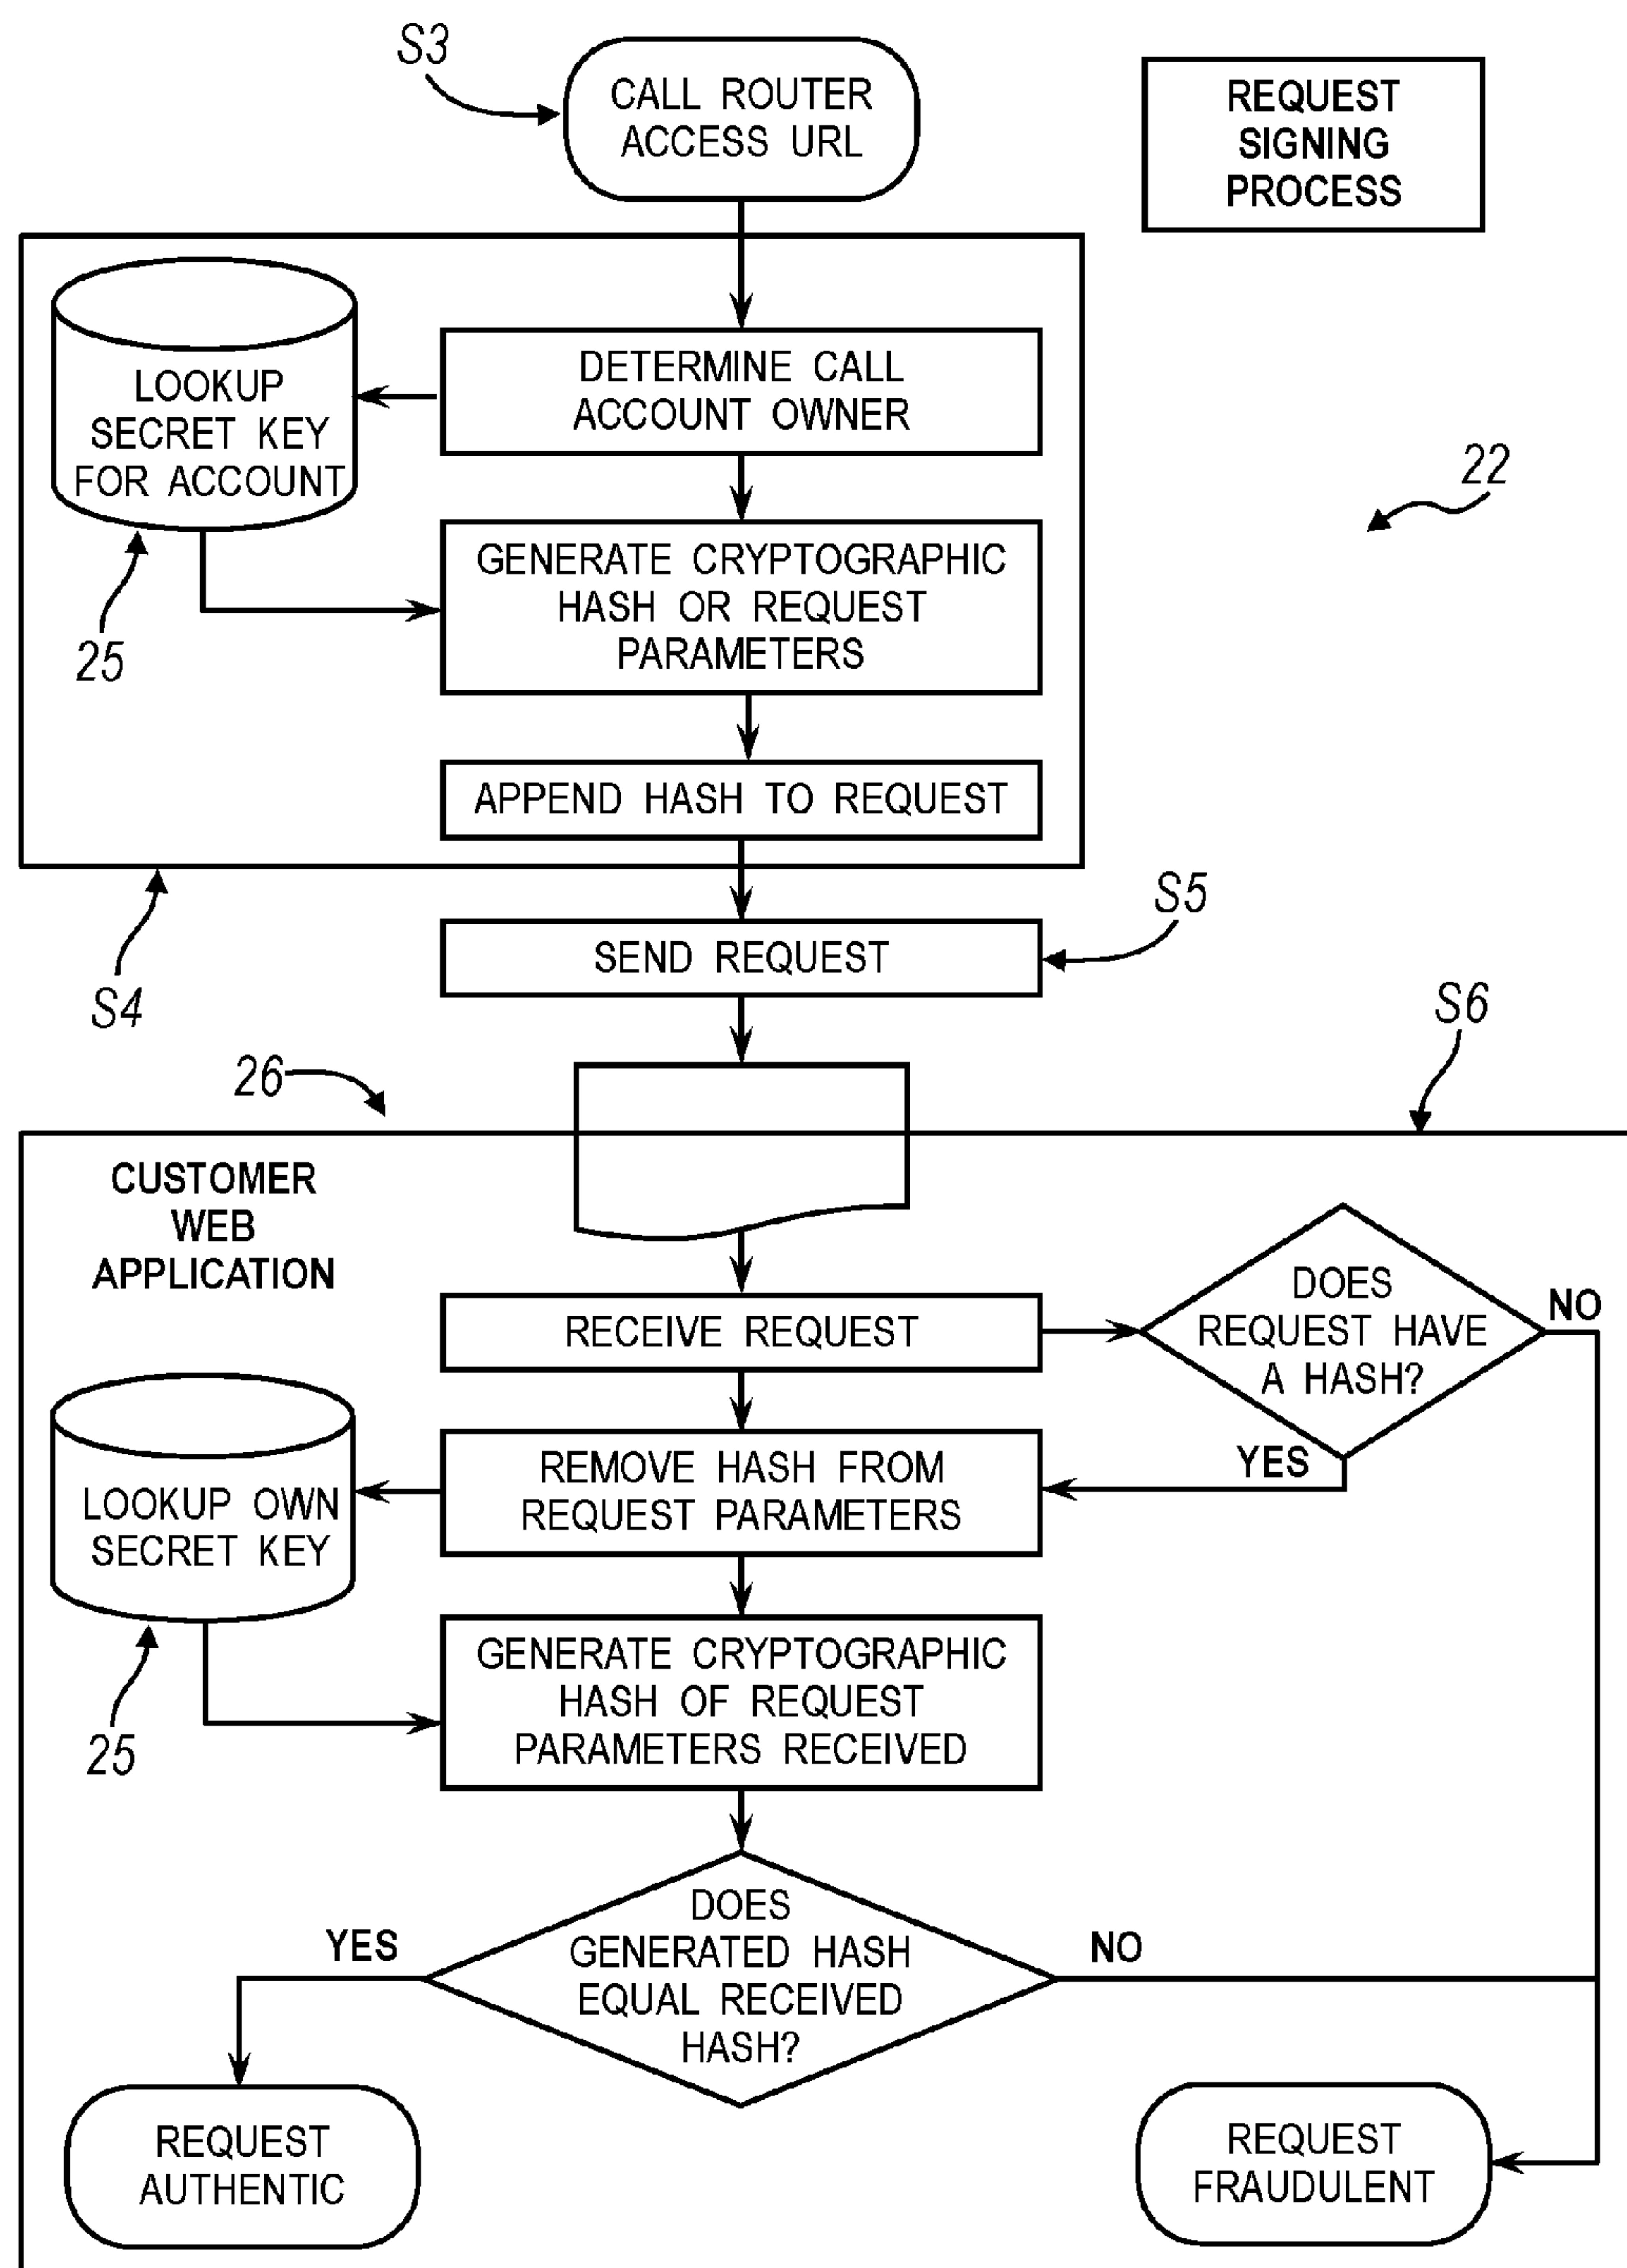 S3
CALL ROUTER
ACCESS URL
REQUEST
SIGNING
PROCESS
LOOKUP
SECRET KEY
FOR ACCOUNT
DETERMINE CALL
ACCOUNT OWNER
22
GENERATE CRYPTOGRAPHIC
HASH OR REQUEST
PARAMETERS
25
APPEND HASH TO REQUEST
S4
SEND REQUEST
S5
26
S6
CUSTOMER
WEB
APPLICATION
RECEIVE REQUEST
DOES
REQUEST HAVE
A HASH?
NO
YES
REMOVE HASH FROM
REQUEST PARAMETERS
LOOKUP OWN
SECRET KEY
25
GENERATE CRYPTOGRAPHIC
HASH OF REQUEST
PARAMETERS RECEIVED
DOES
GENERATED HASH
EQUAL RECEIVED
HASH?
YES
NO
REQUEST
AUTHENTIC
REQUEST
FRAUDULENT